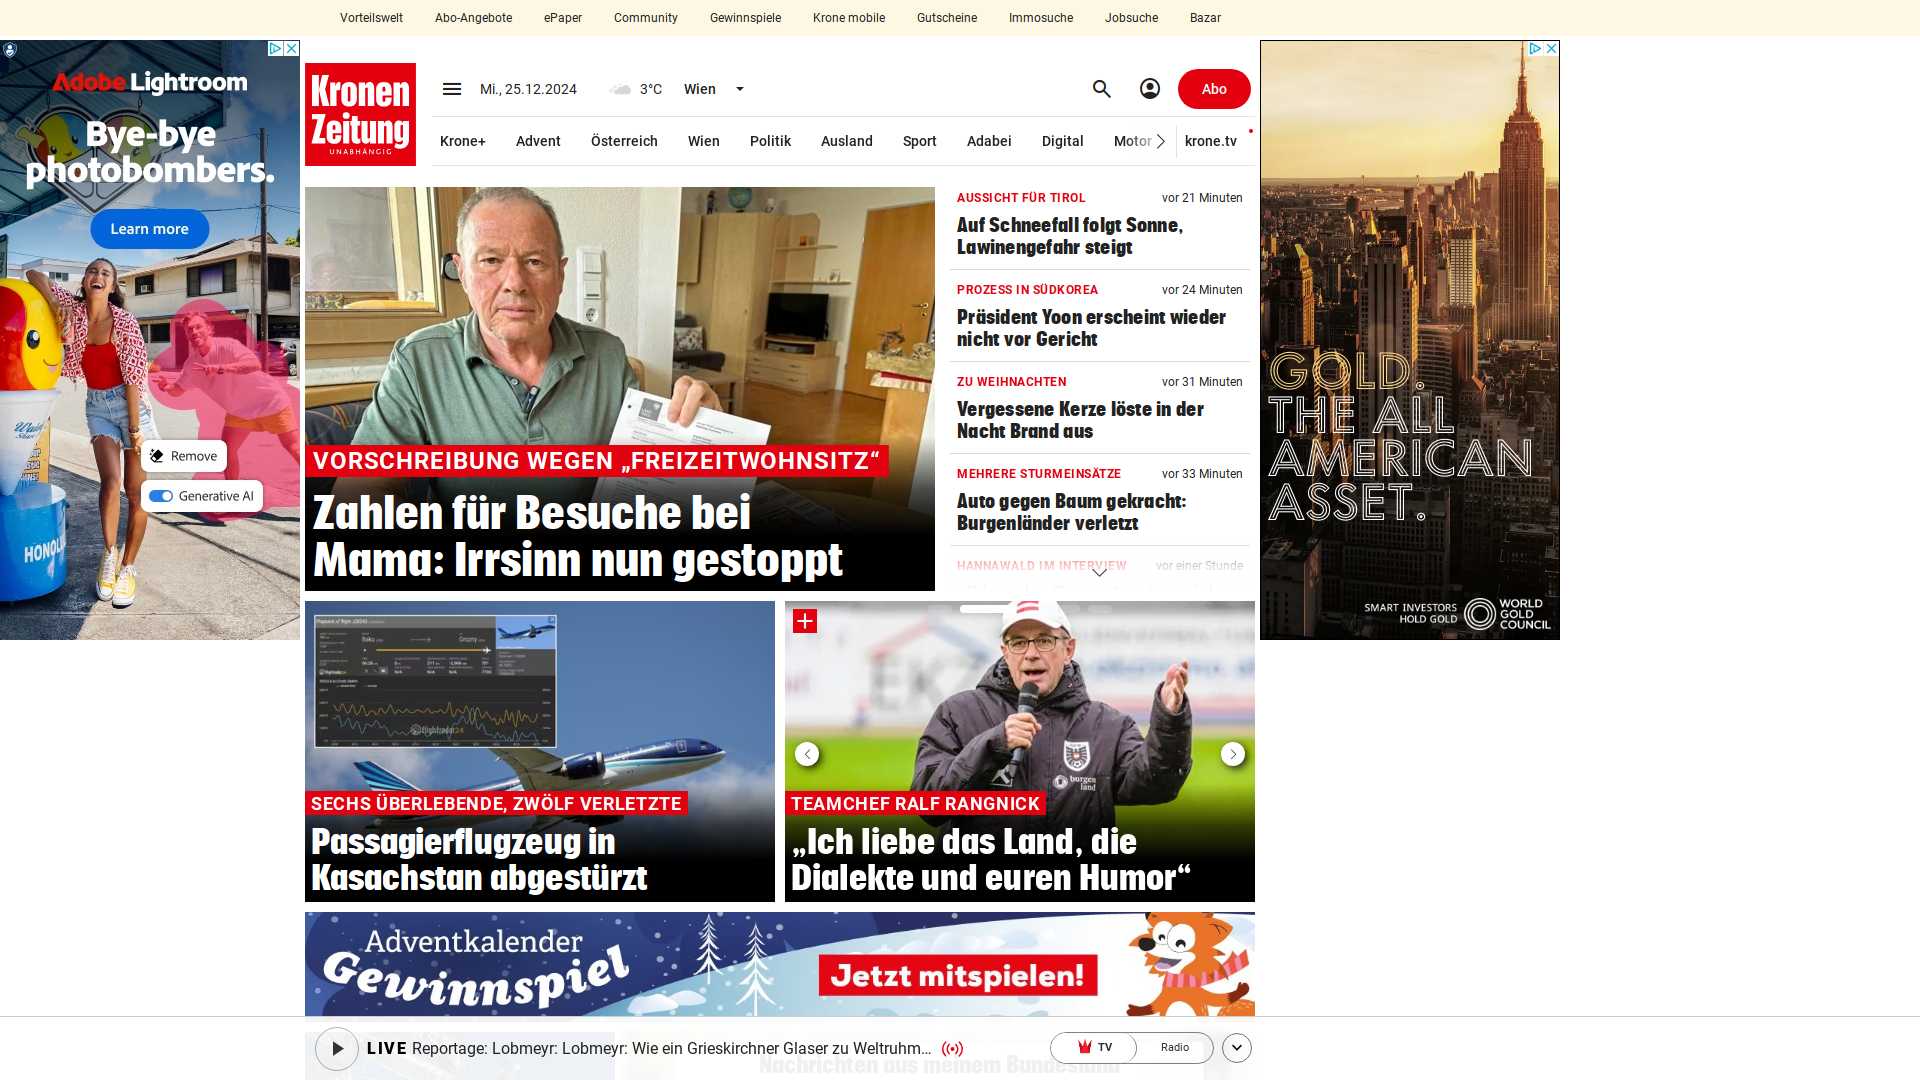 Vorteilswelt Abo-Angebote ePaper Community Gewinnspiele Krone mobile Gutscheine Immosuche Jobsuche Bazar
Adobe Lightroom
Bye-bye
photobombers.
Learn more
Remove
Generative AI
Kronen
Zeitung
UNABHÄNGIG
Mi., 25.12.2024 3°C Wien
Abo
Krone+ Advent Österreich Wien Politik Ausland Sport Adabei Digital Motor krone.tv
VORSCHREIBUNG WEGEN „FREIZEITWOHNSITZ“
Zahlen für Besuche bei
Mama: Irrsinn nun gestoppt
AUSSICHT FÜR TIROL vor 21 Minuten
Auf Schneefall folgt Sonne,
Lawinengefahr steigt
PROZESS IN SÜDKOREA vor 24 Minuten
Präsident Yoon erscheint wieder
nicht vor Gericht
ZU WEIHNACHTEN vor 31 Minuten
Vergessene Kerze löste in der
Nacht Brand aus
MEHRERE STURMEINSÄTZE vor 33 Minuten
Auto gegen Baum gekracht:
Burgenländer verletzt
HANNAWALD IM INTERVIEW vor einer Stunde
GOLD.
THE ALL
AMERICAN
ASSET.
SMART INVESTORS
HOLD GOLD
WORLD
GOLD
COUNCIL
SECHS ÜBERLEBENDE, ZWÖLF VERLETZTE
Passagierflugzeug in
Kasachstan abgestürzt
burgen
land
TEAMCHEF RALF RANGNICK
„Ich liebe das Land, die
Dialekte und euren Humor“
Adventkalender
Gewinnspiel
Jetzt mitspielen!
LIVE Reportage: Lobmeyr: Lobmeyr: Wie ein Grieskirchner Glaser zu Weltruhm...
TV Radio
Nachrichten aus meinem Bundesland